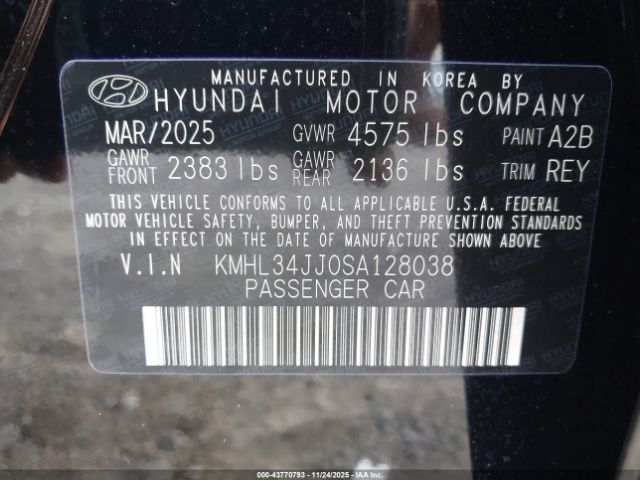 MANUFACTURED IN KOREA BY
HYUNDAI MOTOR COMPANY
MAR/2025 GVWR 4575 lbs PAINT A2B
GAWR FRONT 2383 lbs GAWR REAR 2136 lbs TRIM REY
THIS VEHICLE CONFORMS TO ALL APPLICABLE U.S.A. FEDERAL
MOTOR VEHICLE SAFETY, BUMPER, AND THEFT PREVENTION STANDARDS
IN EFFECT ON THE DATE OF MANUFACTURE SHOWN ABOVE
V.I.N KMHL34JJ0SA128038
PASSENGER CAR
000-43770793 - 11/24/2025 - IAAI.COM